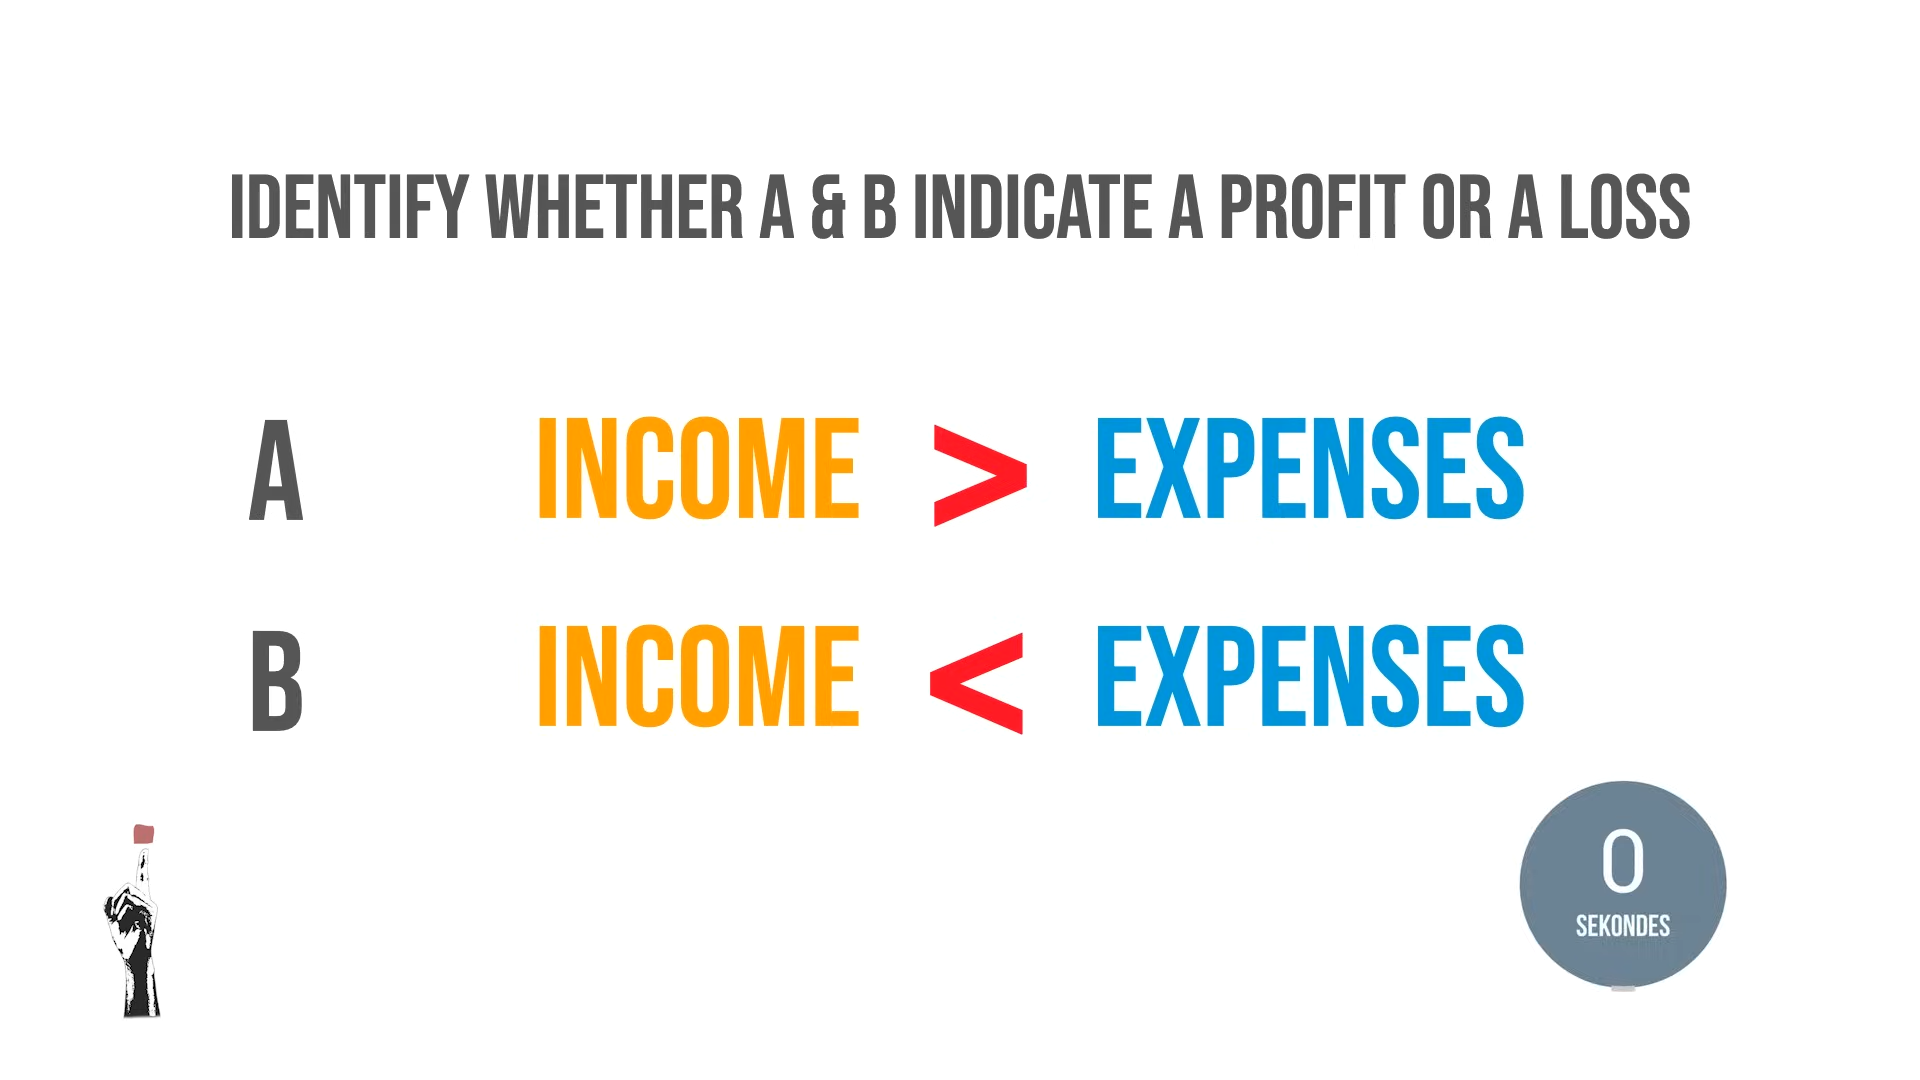 IDENTIFY WHETHER A & B INDICATE A PROFIT OR A LOSS
A INCOME > EXPENSES
B INCOME < EXPENSES
0
SEKONDES